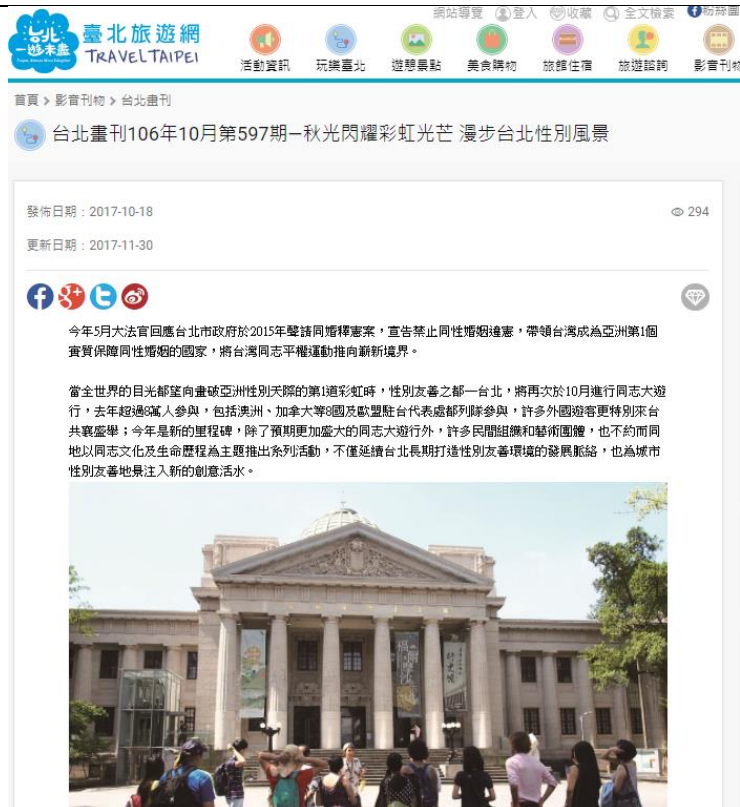 網站導覽 登入 收藏 全文檢索 粉絲團
台北一遊未盡
臺北旅遊網
TRAVEL TAIPEI
活動資訊 玩樂臺北 遊憩景點 美食購物 旅館住宿 旅遊諮詢 影音刊物
首頁 > 影音刊物 > 台北畫刊
台北畫刊106年10月第597期—秋光閃耀彩虹光芒 漫步台北性別風景
發佈日期：2017-10-18 294
更新日期：2017-11-30
今年5月大法官回應台北市政府於2015年聲請同婚釋憲案，宣告禁止同性婚姻違憲，帶領台灣成為亞洲第1個
實質保障同性婚姻的國家，將台灣同志平權運動推向嶄新境界。
當全世界的目光都望向畫破亞洲性別天際的第1道彩虹時，性別友善之都—台北，將再次於10月進行同志大遊
行，去年超過8萬人參與，包括澳洲、加拿大等8國及歐盟駐台代表處都列隊參與，許多外國遊客更特別來台
共襄盛舉；今年是新的里程碑，除了預期更加盛大的同志大遊行外，許多民間組織和藝術團體，也不約而同
地以同志文化及生命歷程為主題推出系列活動，不僅延續台北長期打造性別友善環境的發展脈絡，也為城市
性別友善地景注入新的創意活水。